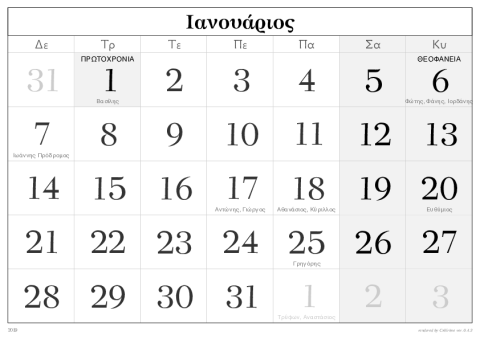 Ιανουάριος
Δε Τρ Τε Πε Πα Σα Κυ
ΠΡΩΤΟΧΡΟΝΙΑ ΘΕΟΦΑΝΕΙΑ
31 1 2 3 4 5 6
Βασίλης Φώτης, Φάνης, Ιορδάνης
7 8 9 10 11 12 13
Ιωάννης Πρόδρομος
14 15 16 17 18 19 20
Αντώνης, Γιώργος Αθανάσιος, Κύριλλος Ευθύμιος
21 22 23 24 25 26 27
Γρηγόρης
28 29 30 31 1 2 3
Τρύφων, Αναστάσιος